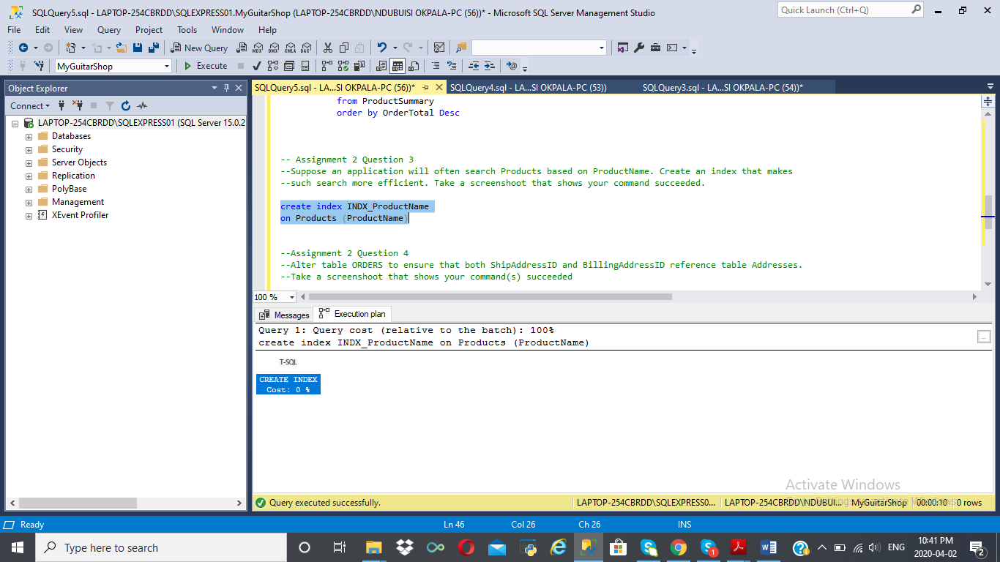 SQLQuery5.sql - LAPTOP-254CBRDD\SQLEXPRESS01.MyGuitarShop (LAPTOP-254CBRDD\NDUBUISI OKPALA-PC (56))* - Microsoft SQL Server Management Studio
Quick Launch (Ctrl+Q)
File Edit View Query Project Tools Window Help
New Query
MDX DMX XMLA DAX
MyGuitarShop
Execute
Object Explorer
SQLQuery5.sql - LA...SI OKPALA-PC (56))*
SQLQuery4.sql - LA...SI OKPALA-PC (53))
SQLQuery3.sql - LA...SI OKPALA-PC (54))*
Connect
LAPTOP-254CBRDD\SQLEXPRESS01 (SQL Server 15.0.2
Databases
Security
Server Objects
Replication
PolyBase
Management
XEvent Profiler
from ProductSummary
order by OrderTotal Desc
-- Assignment 2 Question 3
--Suppose an application will often search Products based on ProductName. Create an index that makes
--such search more efficient. Take a screenshoot that shows your command succeeded.
create index INDX_ProductName
on Products (ProductName)
--Assignment 2 Question 4
--Alter table ORDERS to ensure that both ShipAddressID and BillingAddressID reference table Addresses.
--Take a screenshoot that shows your command(s) succeeded
100 %
Messages
Execution plan
Query 1: Query cost (relative to the batch): 100%
create index INDX_ProductName on Products (ProductName)
T-SQL
CREATE INDEX
Cost: 0 %
Activate Windows
Query executed successfully.
LAPTOP-254CBRDD\SQLEXPRESS0...
LAPTOP-254CBRDD\NDUBUI...
MyGuitarShop
00:00:10
0 rows
Ready
Ln 46
Col 26
Ch 26
INS
Type here to search
1
ENG
10:41 PM
2020-04-02
2